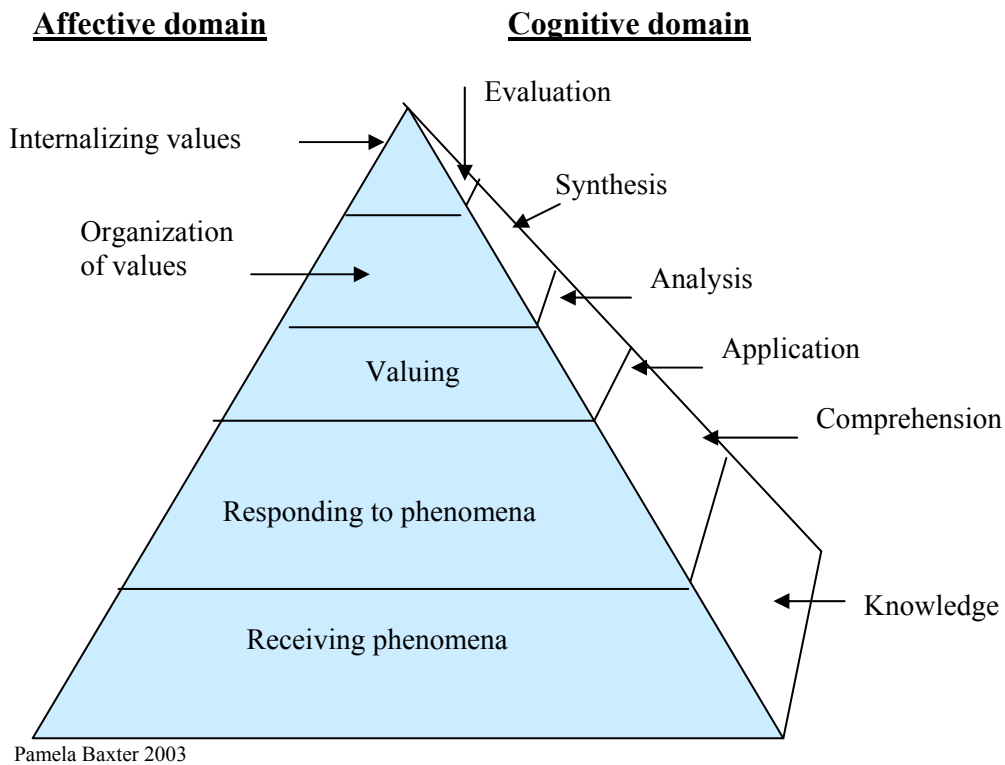 Affective domain
Cognitive domain
Evaluation
Internalizing values
Synthesis
Organization
of values
Analysis
Application
Valuing
Comprehension
Responding to phenomena
Knowledge
Receiving phenomena
Pamela Baxter 2003